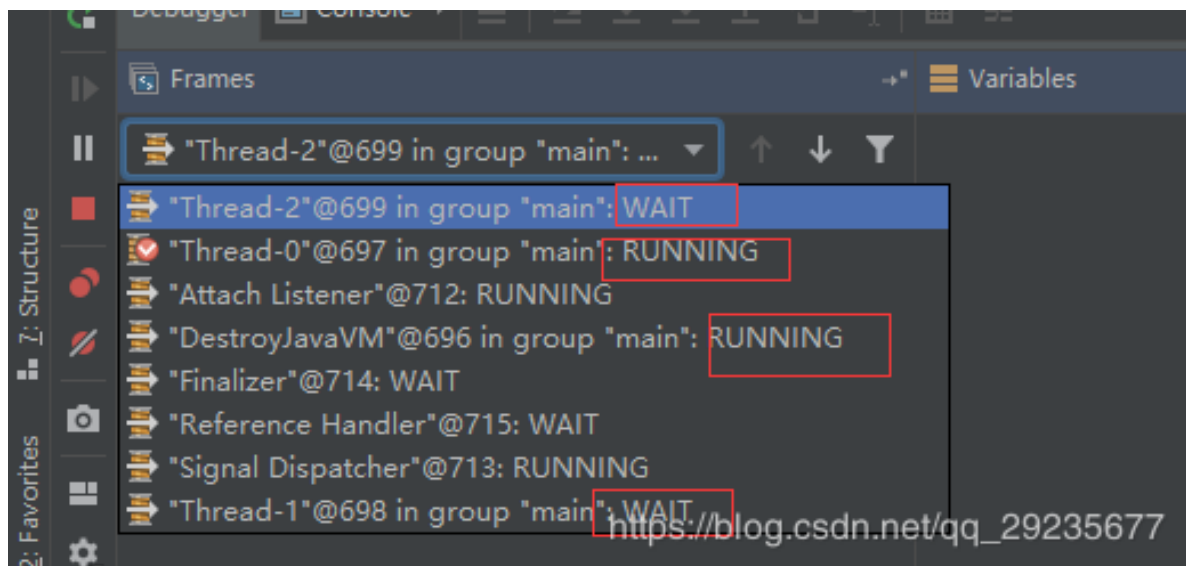 Debugger Console
Frames
Variables
"Thread-2"@699 in group "main": ...
"Thread-2"@699 in group "main": WAIT
"Thread-0"@697 in group "main": RUNNING
"Attach Listener"@712: RUNNING
"DestroyJavaVM"@696 in group "main": RUNNING
"Finalizer"@714: WAIT
"Reference Handler"@715: WAIT
"Signal Dispatcher"@713: RUNNING
"Thread-1"@698 in group "main": WAIT
7: Structure
2: Favorites
https://blog.csdn.net/qq_29235677